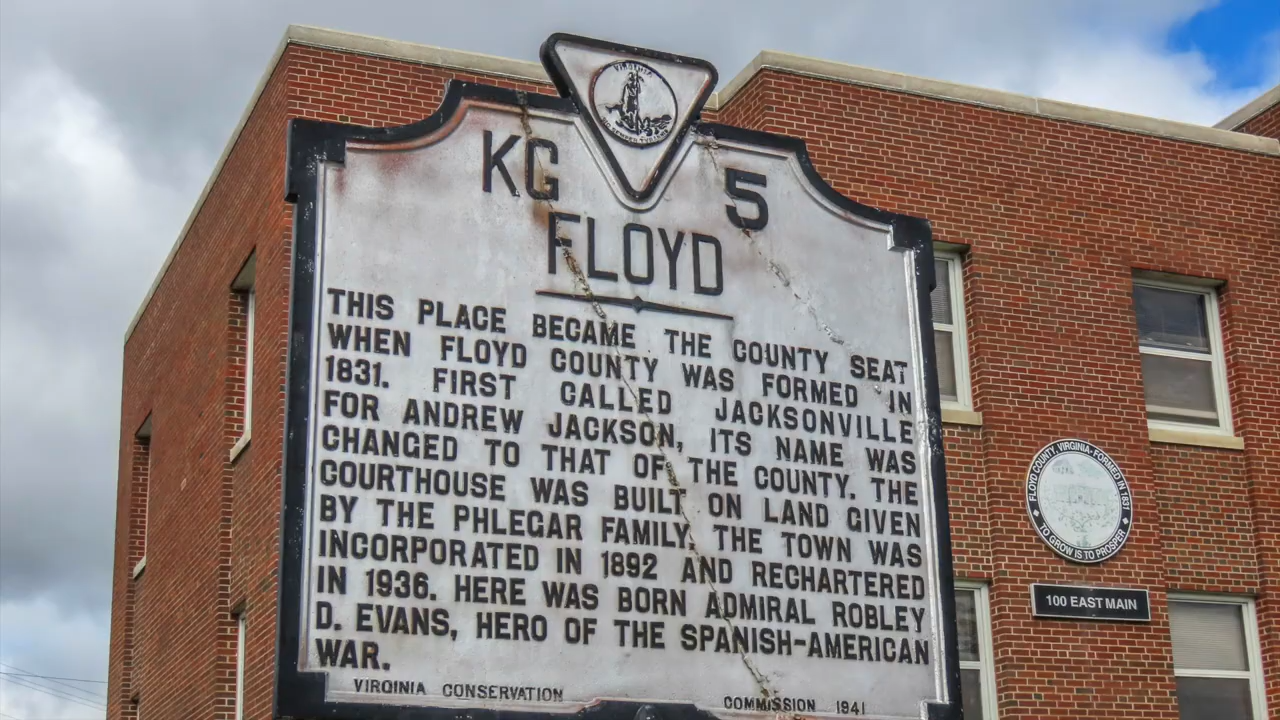 VIRGINIA
KG 5
FLOYD
THIS PLACE BECAME THE COUNTY SEAT
WHEN FLOYD COUNTY WAS FORMED IN
1831. FIRST CALLED JACKSONVILLE
FOR ANDREW JACKSON, ITS NAME WAS
CHANGED TO THAT OF THE COUNTY. THE
COURTHOUSE WAS BUILT ON LAND GIVEN
BY THE PHLEGAR FAMILY. THE TOWN WAS
INCORPORATED IN 1892 AND RECHARTERED
IN 1936. HERE WAS BORN ADMIRAL ROBLEY
D. EVANS, HERO OF THE SPANISH-AMERICAN
WAR.
VIRGINIA CONSERVATION COMMISSION 1941
FLOYD COUNTY, VIRGINIA · FORMED IN 1831
TO GROW IS TO PROSPER
100 EAST MAIN